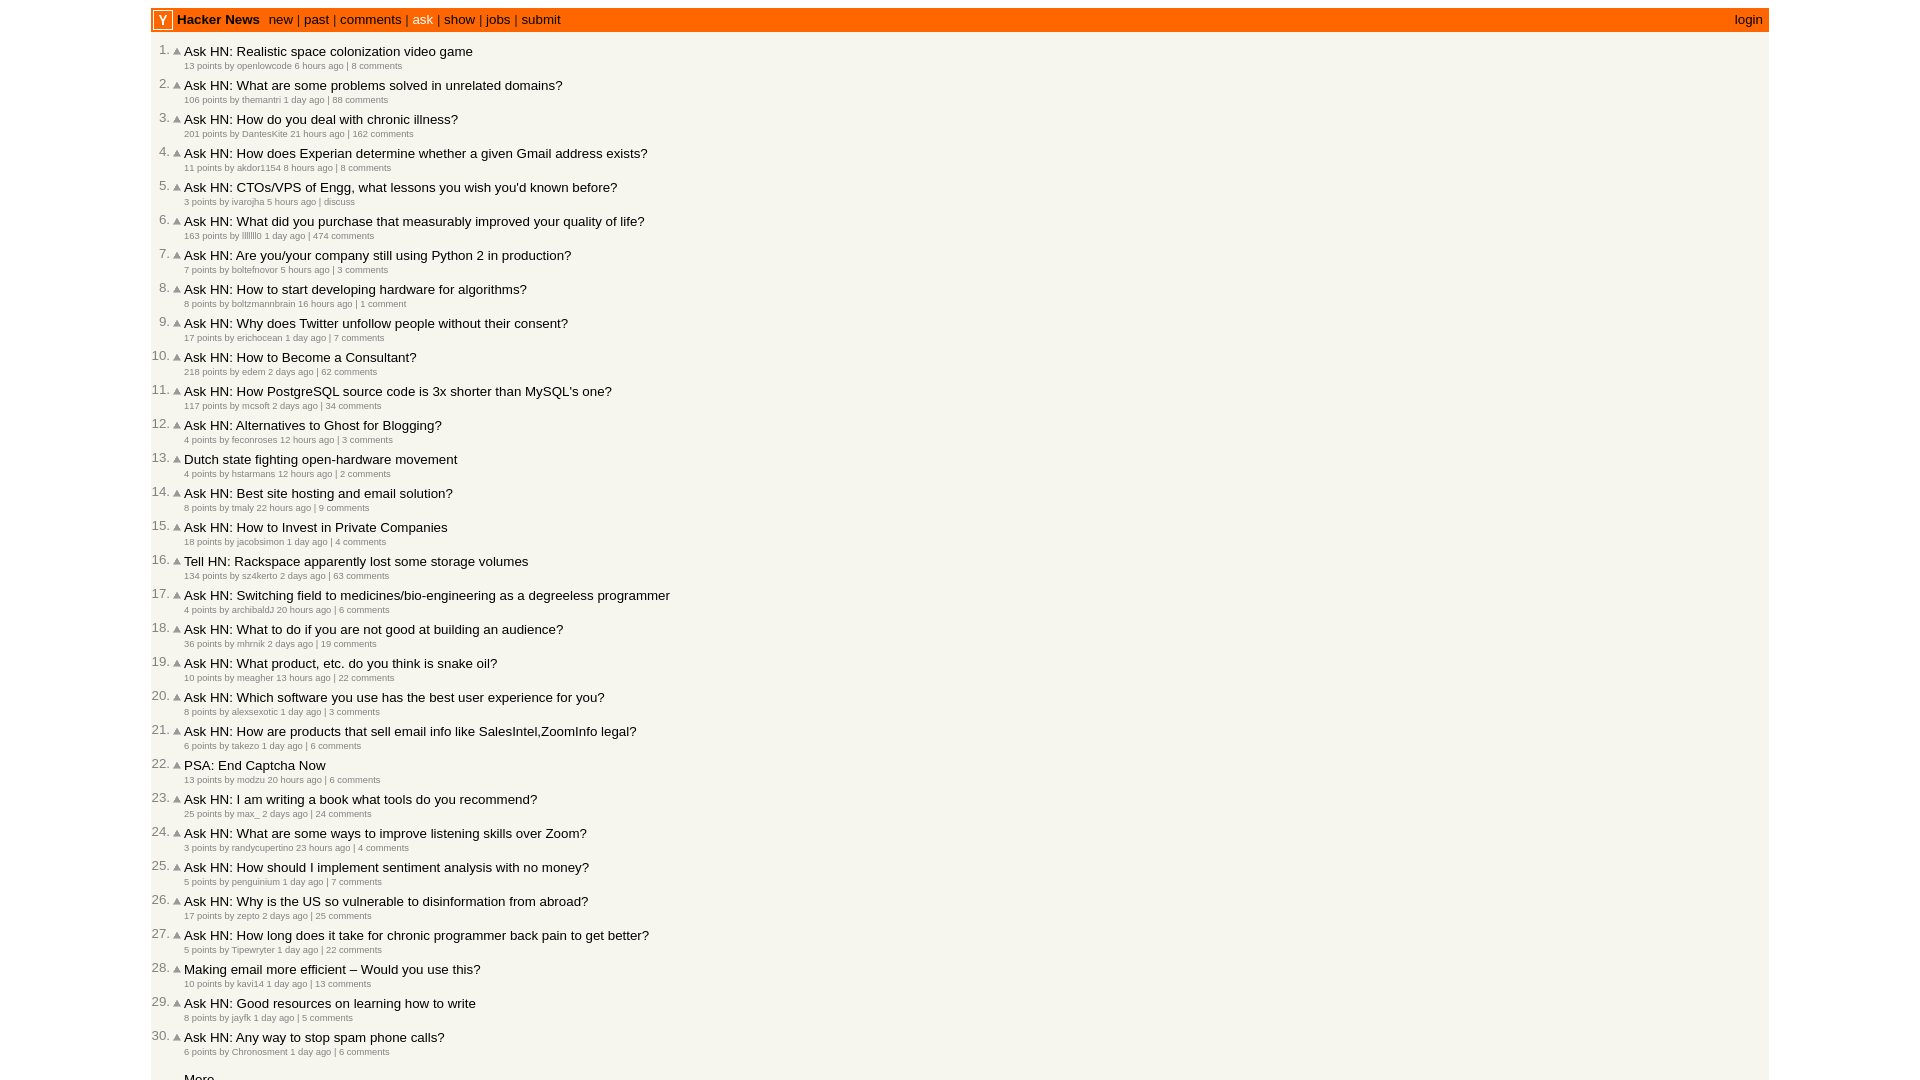 Y Hacker News new | past | comments | ask | show | jobs | submit login
1. Ask HN: Realistic space colonization video game
13 points by openlowcode 6 hours ago | 8 comments
2. Ask HN: What are some problems solved in unrelated domains?
106 points by themantri 1 day ago | 88 comments
3. Ask HN: How do you deal with chronic illness?
201 points by DantesKite 21 hours ago | 162 comments
4. Ask HN: How does Experian determine whether a given Gmail address exists?
11 points by akdor1154 8 hours ago | 8 comments
5. Ask HN: CTOs/VPS of Engg, what lessons you wish you'd known before?
3 points by ivarojha 5 hours ago | discuss
6. Ask HN: What did you purchase that measurably improved your quality of life?
163 points by 1 day ago | 474 comments
7. Ask HN: Are you/your company still using Python 2 in production?
7 points by boltefnovor 5 hours ago | 3 comments
8. Ask HN: How to start developing hardware for algorithms?
8 points by boltzmannbrain 16 hours ago | 1 comment
9. Ask HN: Why does Twitter unfollow people without their consent?
17 points by erichocean 1 day ago | 7 comments
10. Ask HN: How to Become a Consultant?
218 points by edem 2 days ago | 62 comments
11. Ask HN: How PostgreSQL source code is 3x shorter than MySQL's one?
117 points by mcsoft 2 days ago | 34 comments
12. Ask HN: Alternatives to Ghost for Blogging?
4 points by feconroses 12 hours ago | 3 comments
13. Dutch state fighting open-hardware movement
4 points by hstarmans 12 hours ago | 2 comments
14. Ask HN: Best site hosting and email solution?
8 points by tmaly 22 hours ago | 9 comments
15. Ask HN: How to Invest in Private Companies
18 points by jacobsimon 1 day ago | 4 comments
16. Tell HN: Rackspace apparently lost some storage volumes
134 points by sz4kerto 2 days ago | 63 comments
17. Ask HN: Switching field to medicines/bio-engineering as a degreeless programmer
4 points by archibaldJ 20 hours ago | 6 comments
18. Ask HN: What to do if you are not good at building an audience?
36 points by mhrnik 2 days ago | 19 comments
19. Ask HN: What product, etc. do you think is snake oil?
10 points by meagher 13 hours ago | 22 comments
20. Ask HN: Which software you use has the best user experience for you?
8 points by alexsexotic 1 day ago | 3 comments
21. Ask HN: How are products that sell email info like SalesIntel,ZoomInfo legal?
6 points by takezo 1 day ago | 6 comments
22. PSA: End Captcha Now
13 points by modzu 20 hours ago | 6 comments
23. Ask HN: I am writing a book what tools do you recommend?
25 points by max_ 2 days ago | 24 comments
24. Ask HN: What are some ways to improve listening skills over Zoom?
3 points by randycupertino 23 hours ago | 4 comments
25. Ask HN: How should I implement sentiment analysis with no money?
5 points by penguinium 1 day ago | 7 comments
26. Ask HN: Why is the US so vulnerable to disinformation from abroad?
17 points by zepto 2 days ago | 25 comments
27. Ask HN: How long does it take for chronic programmer back pain to get better?
5 points by Tipewryter 1 day ago | 22 comments
28. Making email more efficient – Would you use this?
10 points by kavi14 1 day ago | 13 comments
29. Ask HN: Good resources on learning how to write
8 points by jayfk 1 day ago | 5 comments
30. Ask HN: Any way to stop spam phone calls?
6 points by Chronosment 1 day ago | 6 comments
More